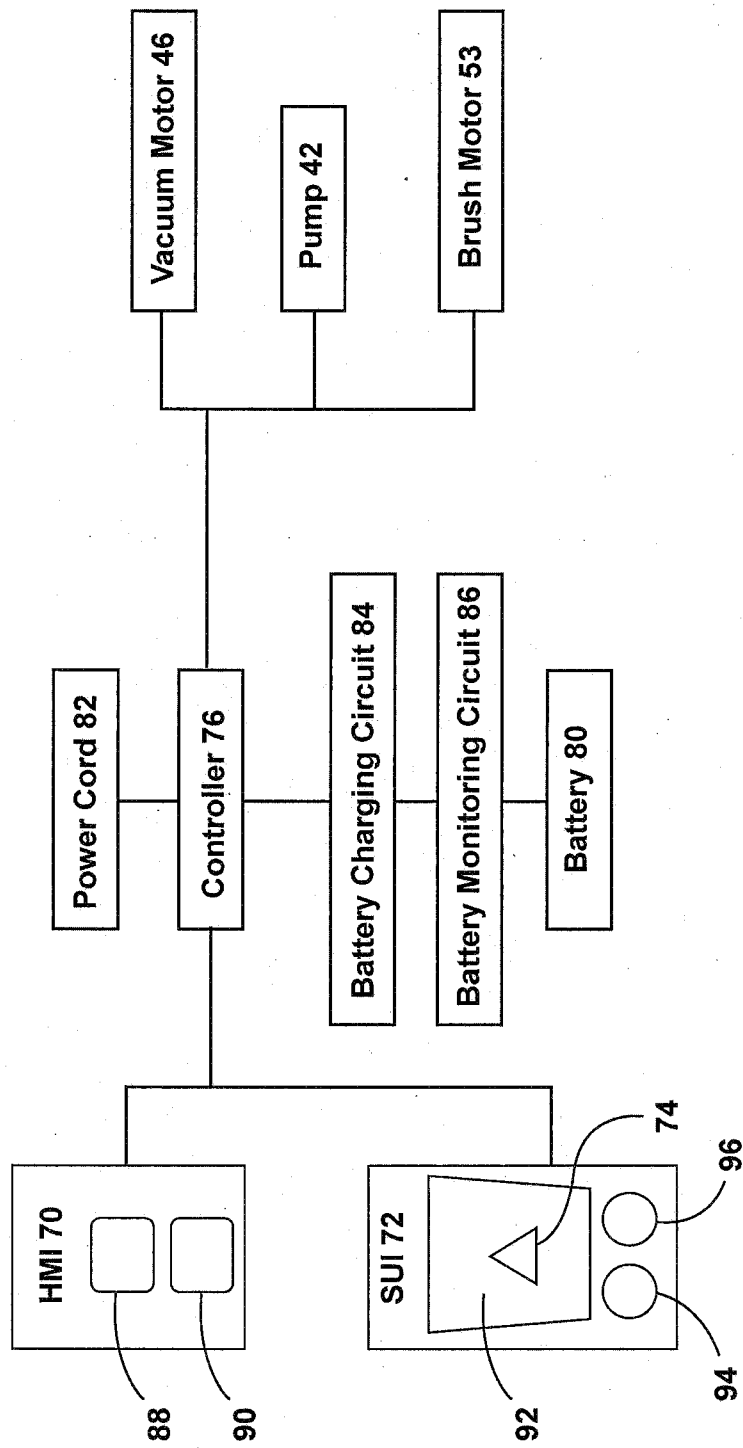 HMI 70
88
90
SUI 72
92
74
94
96
Power Cord 82
Controller 76
Battery Charging Circuit 84
Battery Monitoring Circuit 86
Battery 80
Vacuum Motor 46
Pump 42
Brush Motor 53